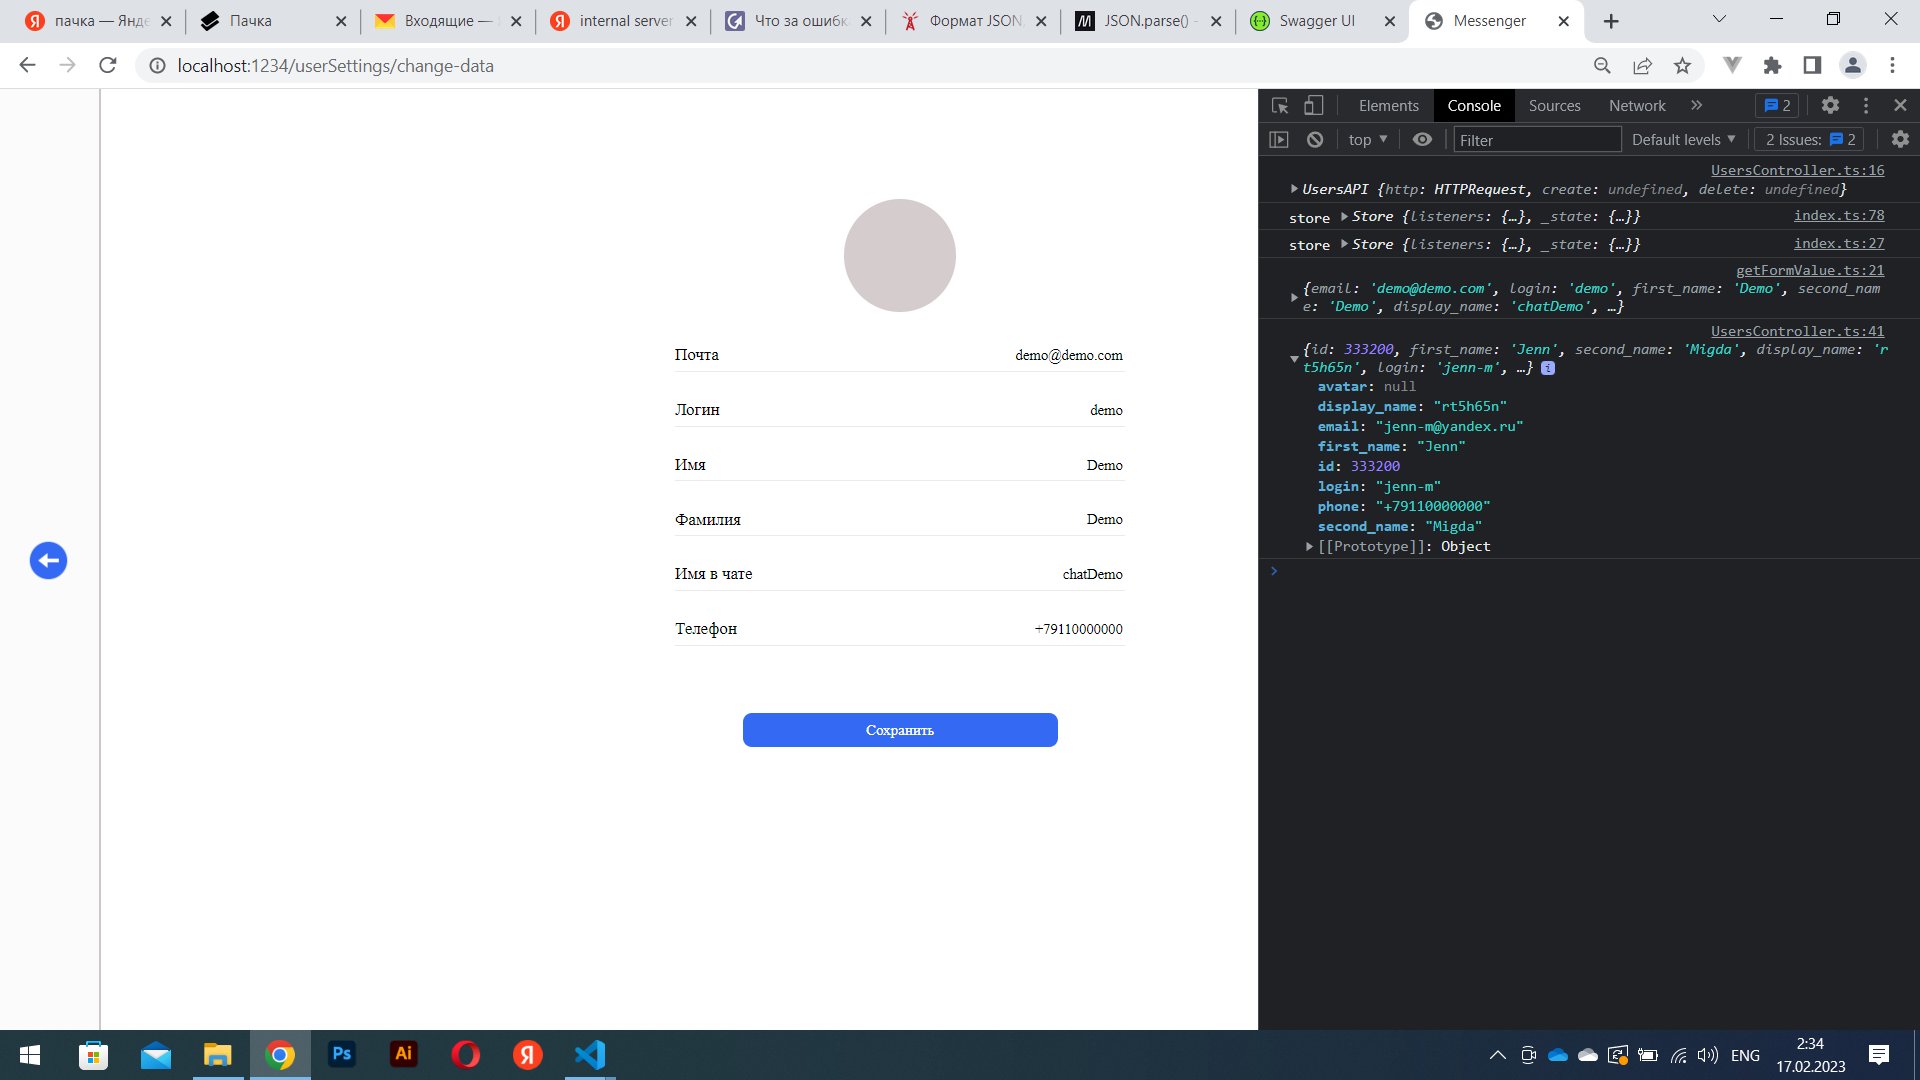 пачка — Янде
Пачка
Входящие —
internal server
Что за ошибк
Формат JSON,
JSON.parse() -
Swagger UI
Messenger
localhost:1234/userSettings/change-data
Elements
Console
Sources
Network
2
top
Filter
Default levels
2 Issues:
2
UsersController.ts:16
UsersAPI {http: HTTPRequest, create: undefined, delete: undefined}
store Store {listeners: {…}, _state: {…}} index.ts:78
store Store {listeners: {…}, _state: {…}} index.ts:27
getFormValue.ts:21
{email: 'demo@demo.com', login: 'demo', first_name: 'Demo', second_nam
e: 'Demo', display_name: 'chatDemo', …}
UsersController.ts:41
{id: 333200, first_name: 'Jenn', second_name: 'Migda', display_name: 'r
t5h65n', login: 'jenn-m', …} i
avatar: null
display_name: "rt5h65n"
email: "jenn-m@yandex.ru"
first_name: "Jenn"
id: 333200
login: "jenn-m"
phone: "+79110000000"
second_name: "Migda"
[[Prototype]]: Object
Почта demo@demo.com
Логин demo
Имя Demo
Фамилия Demo
Имя в чате chatDemo
Телефон +79110000000
Сохранить
Ps
Ai
Я
ENG
2:34
17.02.2023